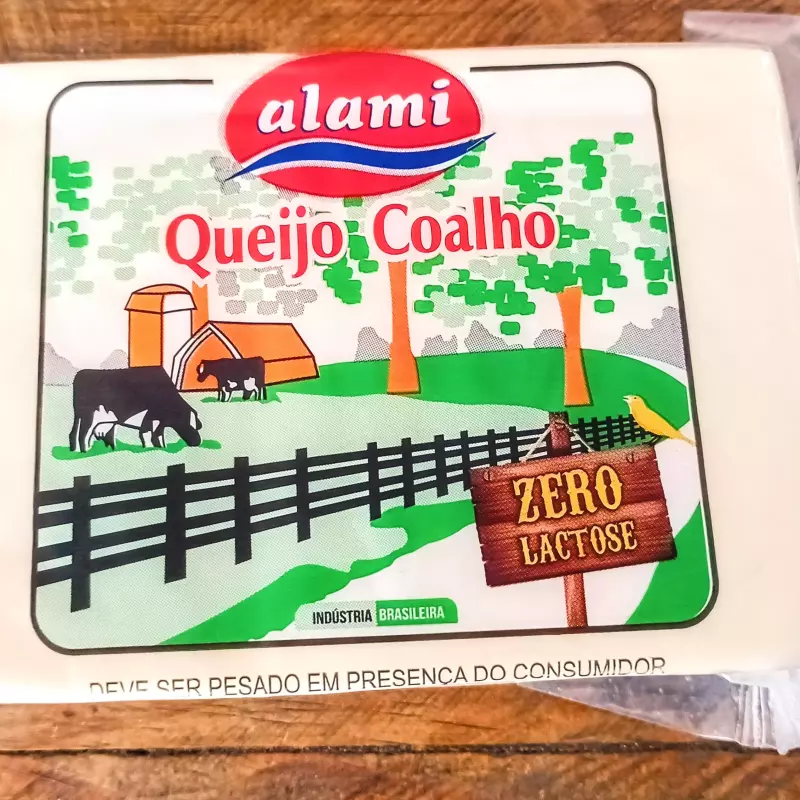 alami
Queijo Coalho
ZERO
LACTOSE
INDÚSTRIA BRASILEIRA
DEVE SER PESADO EM PRESENÇA DO CONSUMIDOR